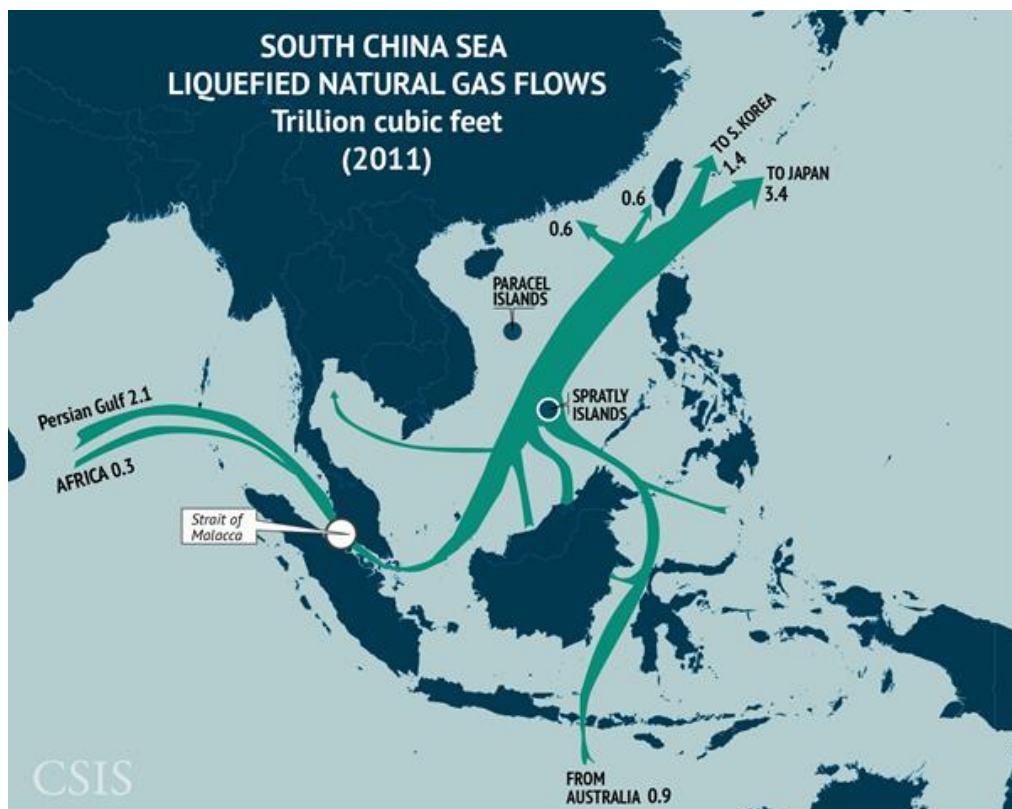 SOUTH CHINA SEA
LIQUEFIED NATURAL GAS FLOWS
Trillion cubic feet
(2011)
TO S. KOREA
1.4
TO JAPAN
3.4
0.6
0.6
PARACEL
ISLANDS
SPRATLY
ISLANDS
Persian Gulf 2.1
AFRICA 0.3
Strait of
Malacca
FROM
AUSTRALIA 0.9
CSIS